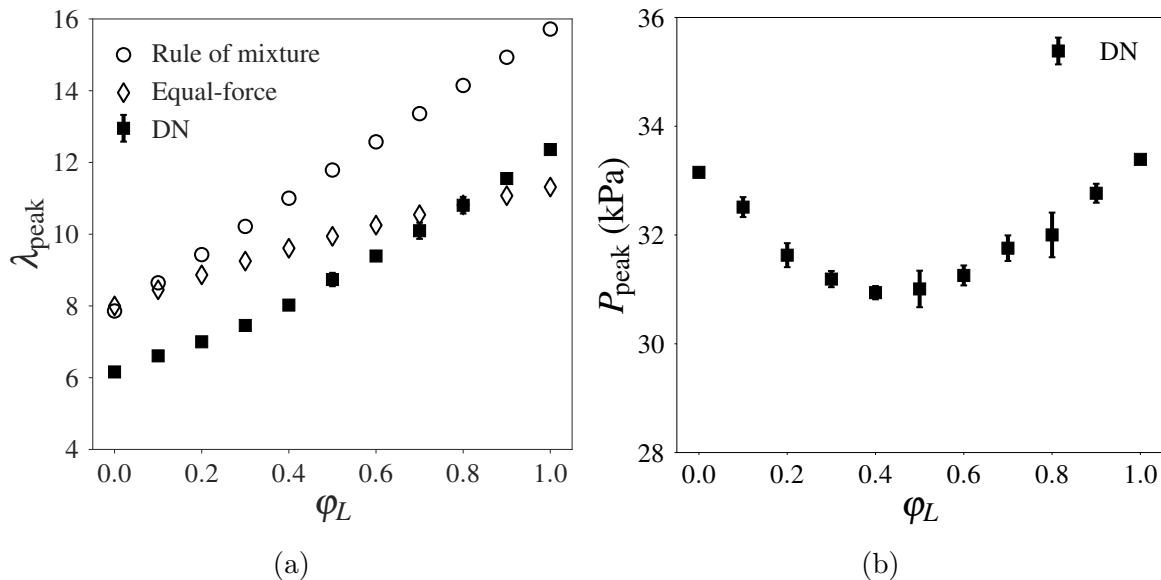 16
14
12
10
8
6
4
λpeak
Rule of mixture
Equal-force
DN
0.0 0.2 0.4 0.6 0.8 1.0
φL
(a)
36
34
32
30
28
Ppeak (kPa)
DN
0.0 0.2 0.4 0.6 0.8 1.0
φL
(b)